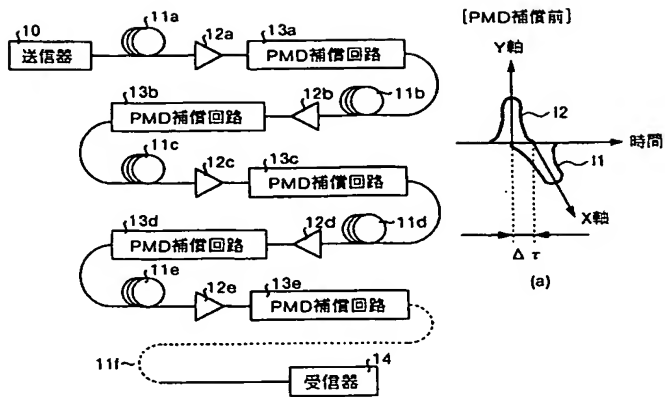 10
送信器
11a
12a
13a
PMD補償回路
13b
PMD補償回路
12b
11b
11c
12c
13c
PMD補償回路
13d
PMD補償回路
12d
11d
11e
12e
13e
PMD補償回路
11f
14
受信器
[PMD補償前]
Y軸
I2
時間
I1
X軸
Δτ
(a)